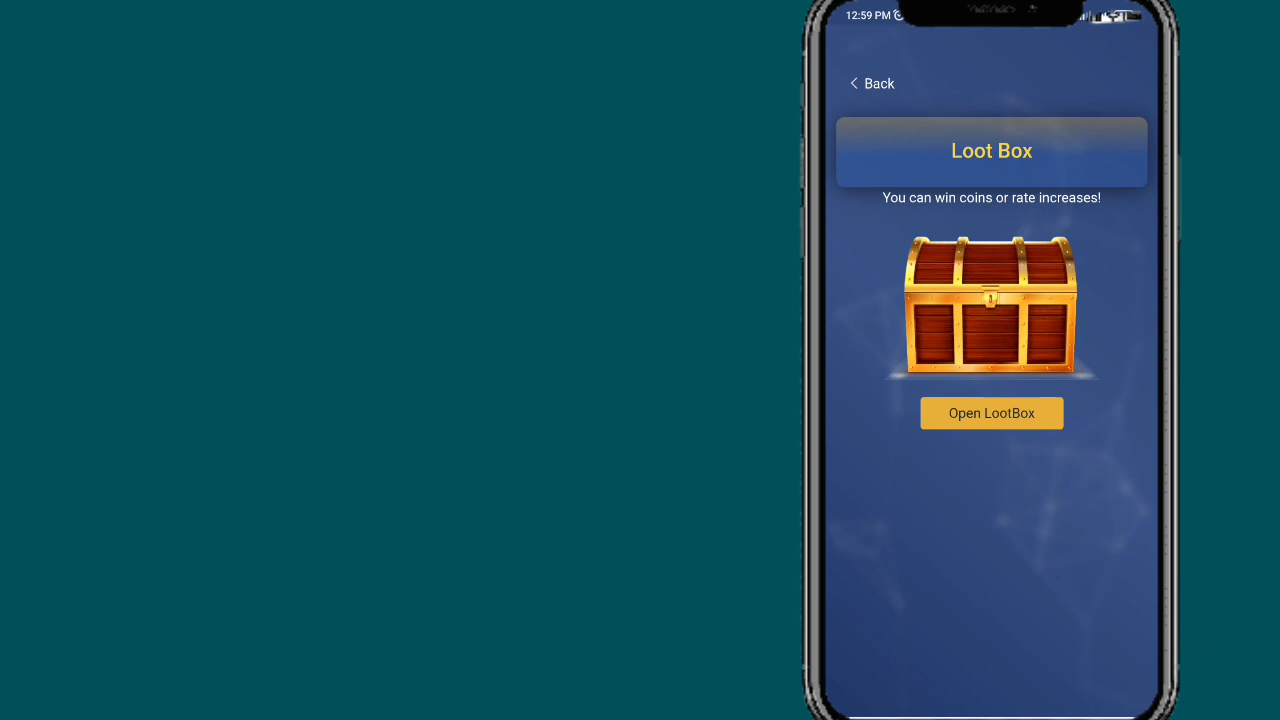 12:59 PM
Back
Loot Box
You can win coins or rate increases!
Open LootBox